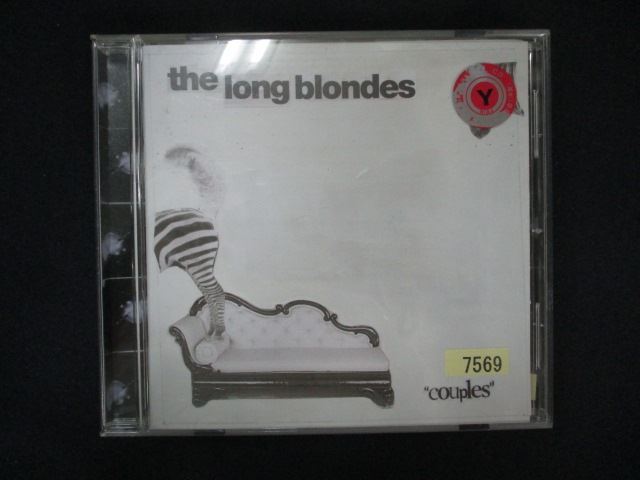 the long blondes
Y
7569
"couples"